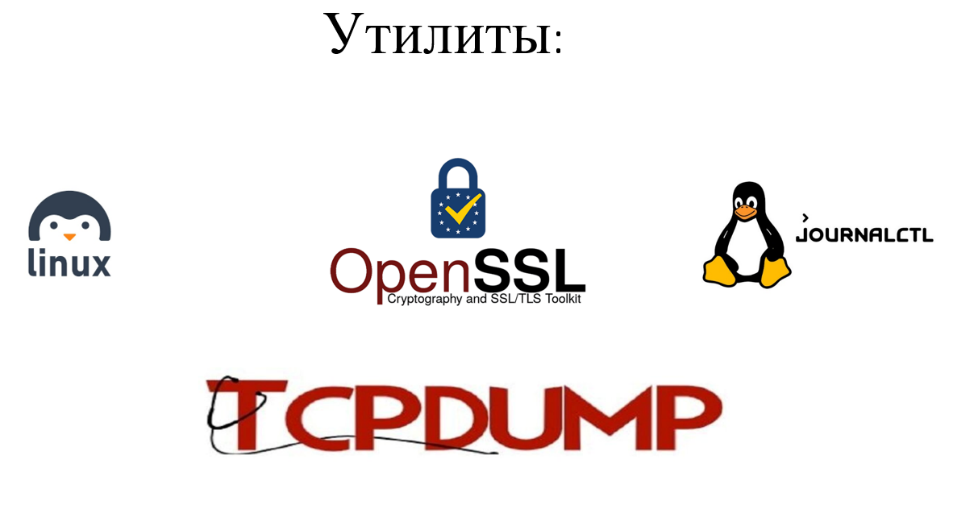 Утилиты:
linux
OpenSSL
Cryptography and SSL/TLS Toolkit
› JOURNALCTL
TCPDUMP